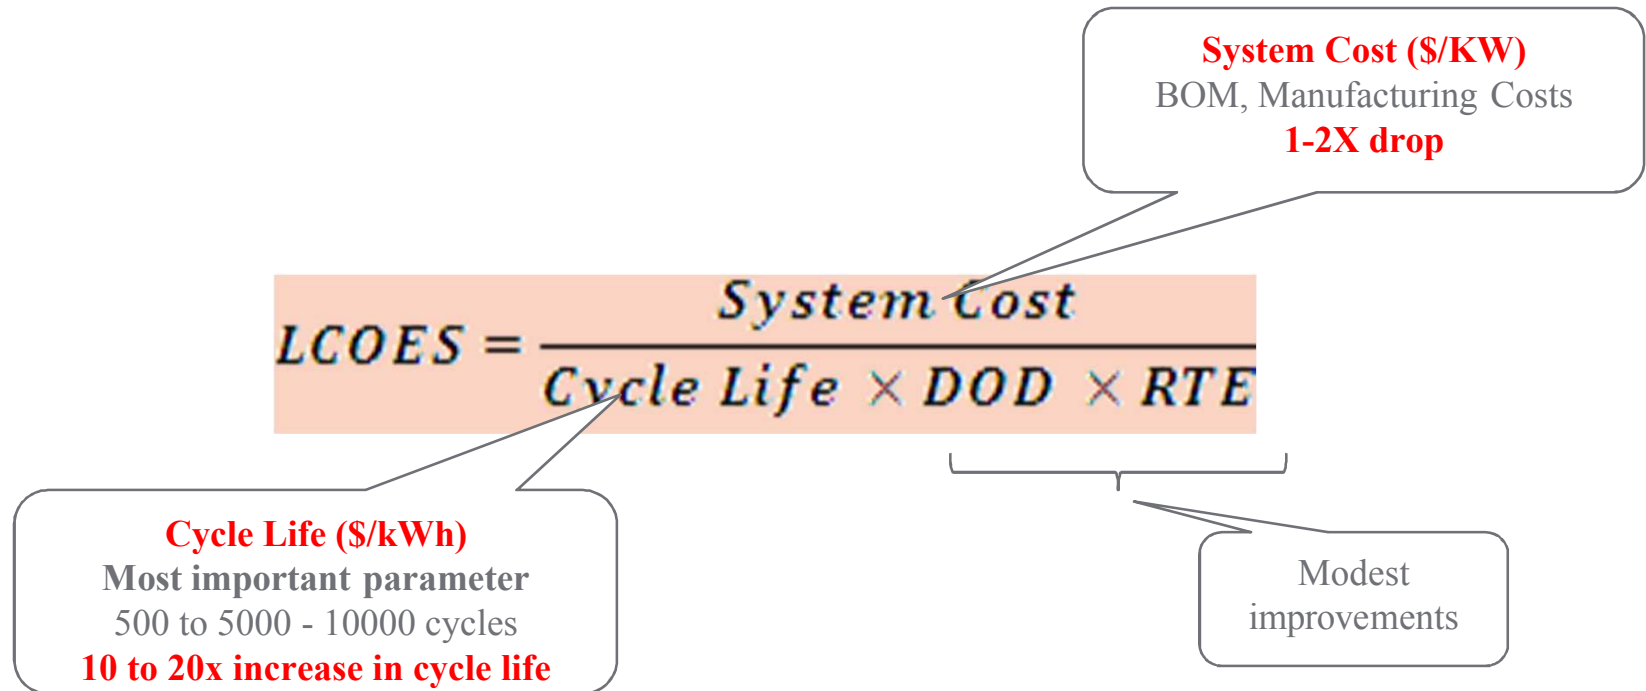 System Cost ($/KW)
BOM, Manufacturing Costs
1-2X drop
LCOES = System Cost
Cycle Life × DOD × RTE
Cycle Life ($/kWh)
Most important parameter
500 to 5000 - 10000 cycles
10 to 20x increase in cycle life
Modest
improvements